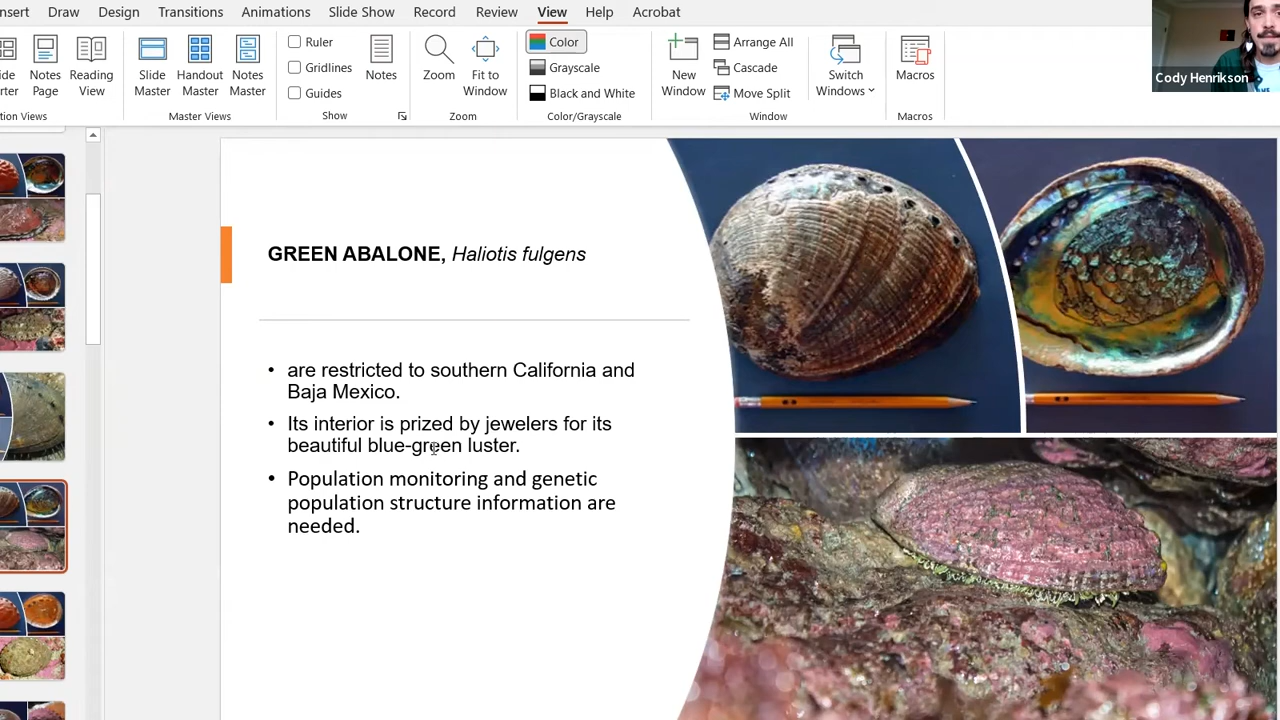 Draw Transitions Animations Slide Show Record Review View Help Acrobat
Design
Notes Page
Reading View
Slide Master
Handout Master
Notes Master
Master Views
Ruler
Gridlines
Guides
Show
Notes
Zoom
Fit to Window
Zoom
Color
Grayscale
Black and White
Color/Grayscale
New Window
Arrange All
Cascade
Move Split
Switch Windows
Window
Macros
Macros
Cody Henrikson
GREEN ABALONE, Haliotis fulgens
• are restricted to southern California and
Baja Mexico.
• Its interior is prized by jewelers for its
beautiful blue-green luster.
• Population monitoring and genetic
population structure information are
needed.